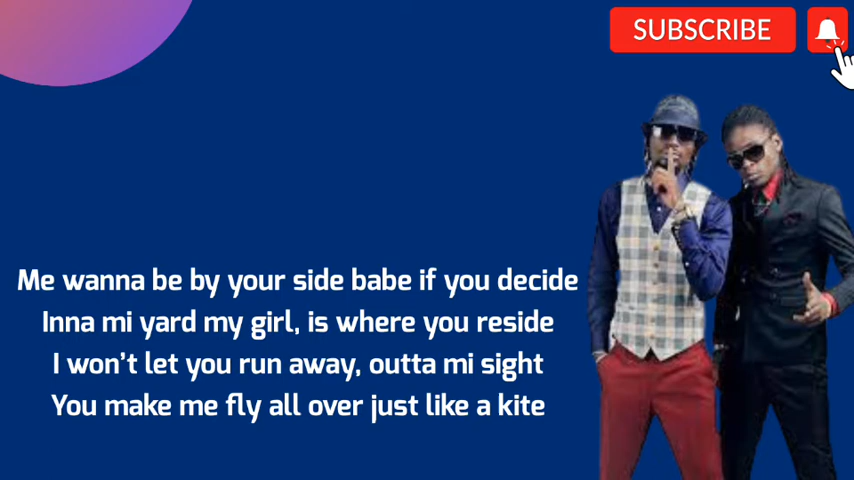 SUBSCRIBE
Me wanna be by your side babe if you decide
Inna mi yard my girl, is where you reside
I won't let you run away, outta mi sight
You make me fly all over just like a kite